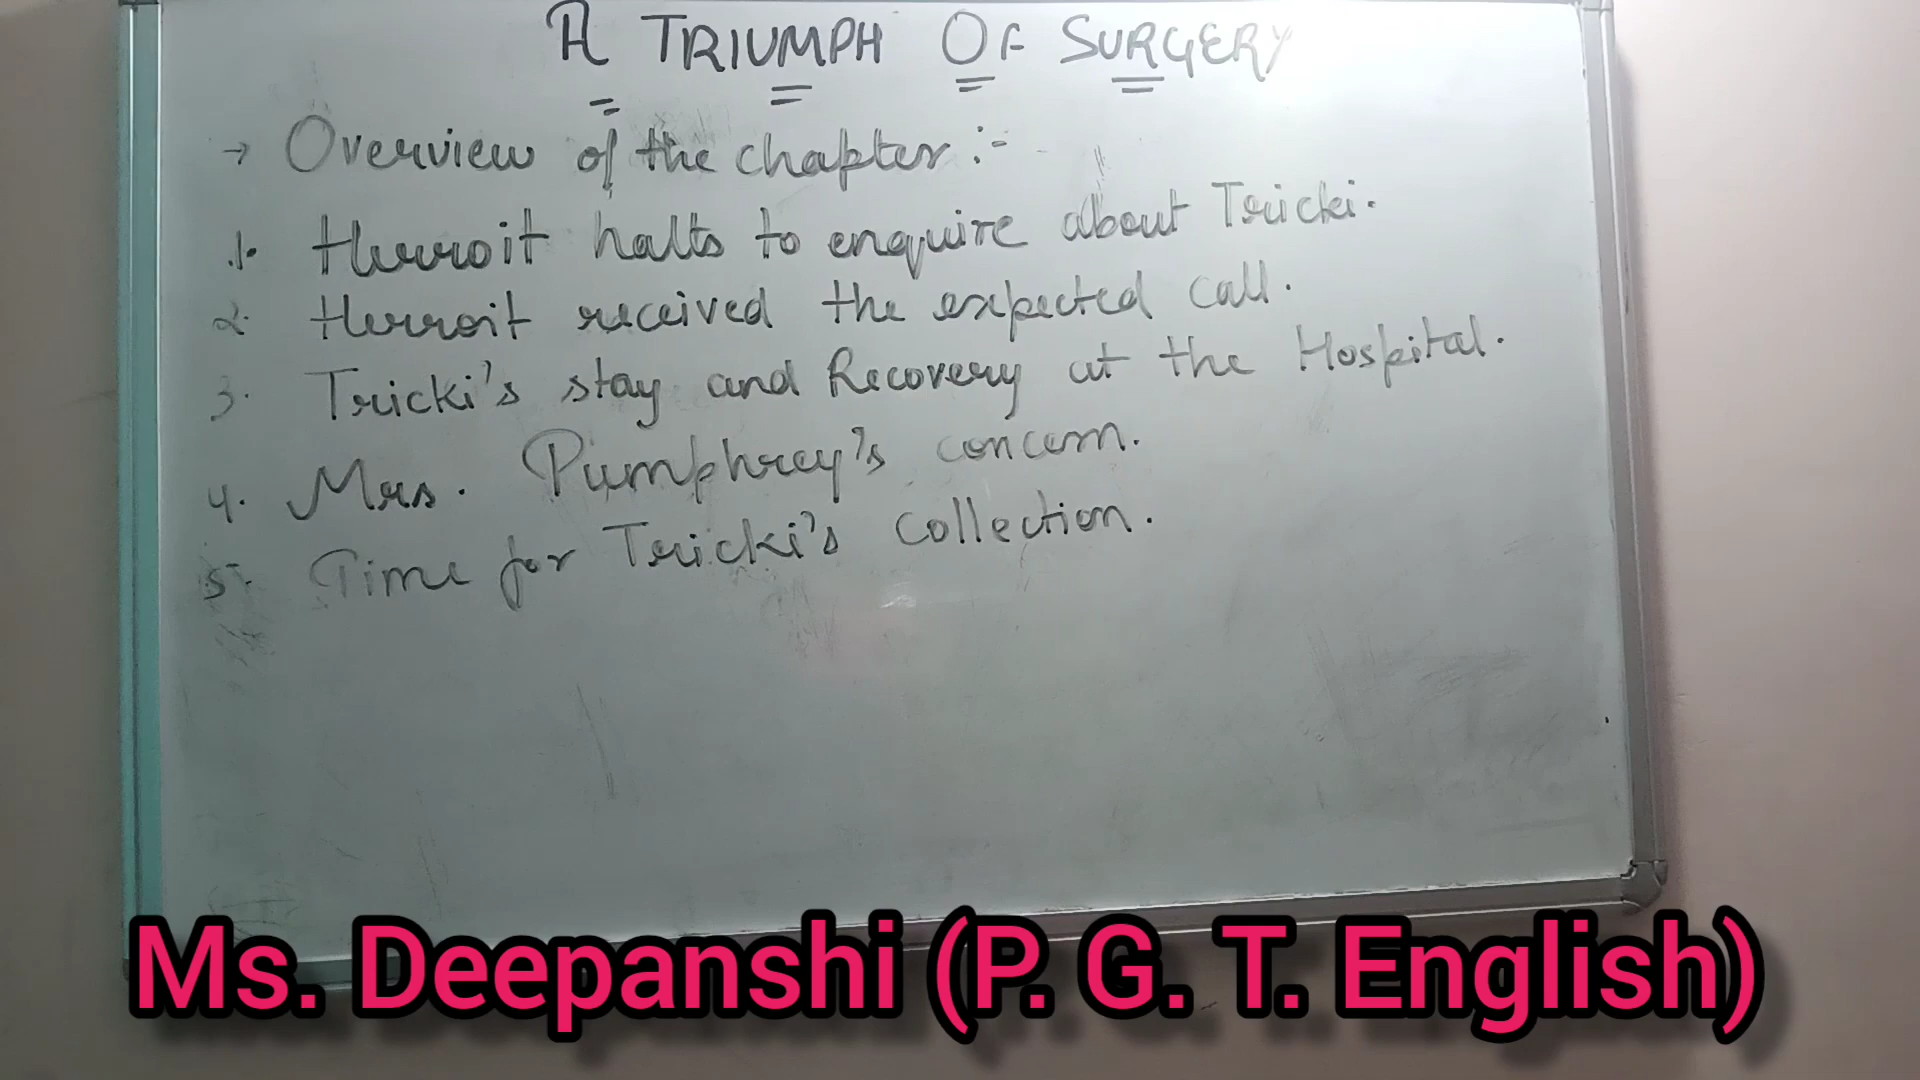 A TRIUMPH OF SURGERY
→ Overview of the chapter :-
1. Herroit halts to enquire about Tricki.
2. Herroit received the expected call.
3. Tricki's stay and Recovery at the Hospital.
4. Mrs. Pumphrey's concern.
5. Time for Tricki's collection.
Ms. Deepanshi (P. G. T. English)